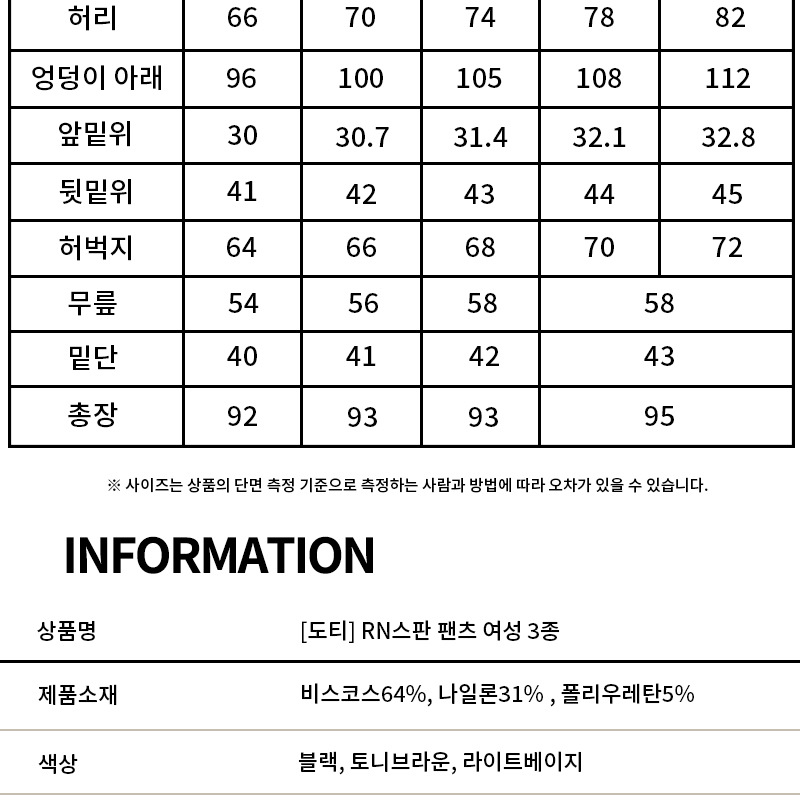 허리 66 70 74 78 82
엉덩이 아래 96 100 105 108 112
앞밑위 30 30.7 31.4 32.1 32.8
뒷밑위 41 42 43 44 45
허벅지 64 66 68 70 72
무릎 54 56 58 58
밑단 40 41 42 43
총장 92 93 93 95
※ 사이즈는 상품의 단면 측정 기준으로 측정하는 사람과 방법에 따라 오차가 있을 수 있습니다.
INFORMATION
상품명 [도티] RN스판 팬츠 여성 3종
제품소재 비스코스64%, 나일론31% , 폴리우레탄5%
색상 블랙, 토니브라운, 라이트베이지